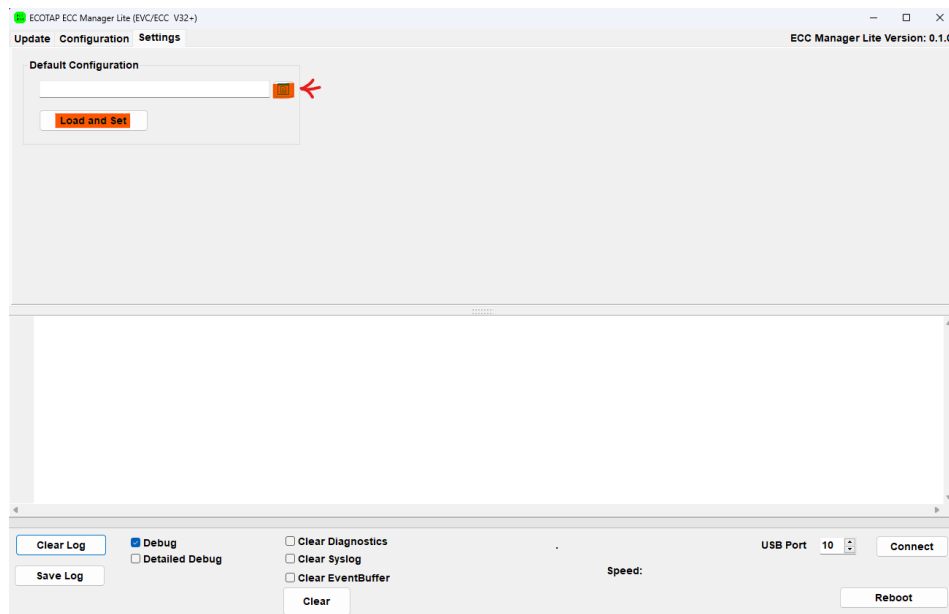 ECOTAP ECC Manager Lite (EVC/ECC V32+)
Update Configuration Settings
ECC Manager Lite Version: 0.1.0
Default Configuration
Load and Set
Clear Log
Debug
Detailed Debug
Save Log
Clear Diagnostics
Clear Syslog
Clear EventBuffer
Clear
Speed:
USB Port 10
Connect
Reboot